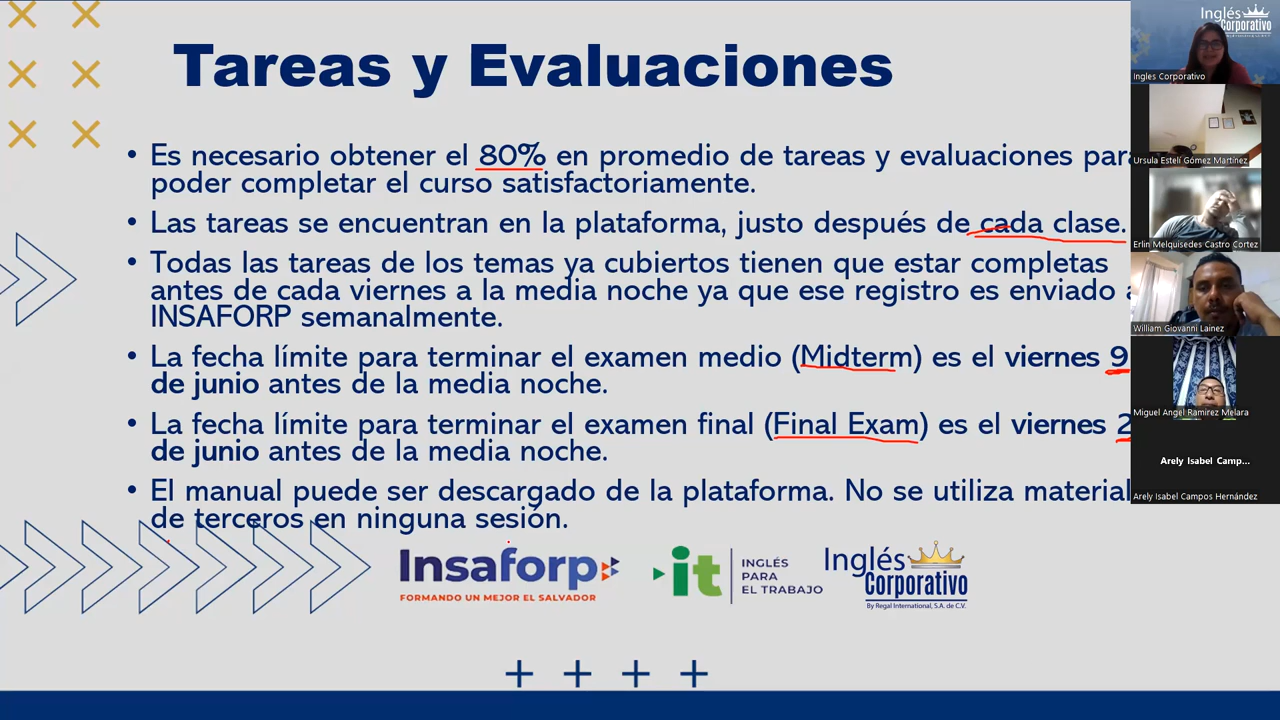 Tareas y Evaluaciones
• Es necesario obtener el 80% en promedio de tareas y evaluaciones para
poder completar el curso satisfactoriamente.
• Las tareas se encuentran en la plataforma, justo después de cada clase.
• Todas las tareas de los temas ya cubiertos tienen que estar completas
antes de cada viernes a la media noche ya que ese registro es enviado a
INSAFORP semanalmente.
• La fecha límite para terminar el examen medio (Midterm) es el viernes 9
de junio antes de la media noche.
• La fecha límite para terminar el examen final (Final Exam) es el viernes
de junio antes de la media noche.
• El manual puede ser descargado de la plataforma. No se utiliza material
de terceros en ninguna sesión.
Insaforp
FORMANDO UN MEJOR EL SALVADOR
it
INGLÉS
PARA
EL TRABAJO
Inglés
Corporativo
By Regal International, S.A. de C.V.
Inglés
Corporativo
Ingles Corporativo
Ursula Estelí Gómez Martínez
Erlin Melquisedes Castro Cortez
William Giovanni Lainez
Miguel Angel Ramirez Melara
Arely Isabel Camp...
Arely Isabel Campos Hernández